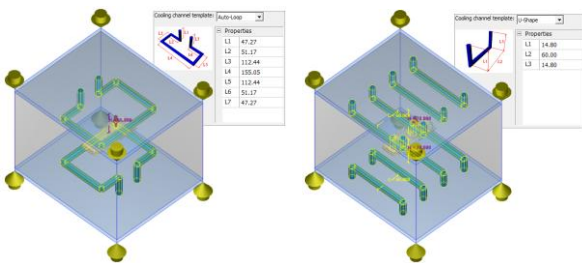 Cooling channel template: Auto-Loop
Properties
L1 47.27
L2 51.17
L3 112.44
L4 155.05
L5 112.44
L6 51.17
L7 47.27
Cooling channel template: U-Shape
Properties
L1 14.80
L2 60.00
L3 14.80